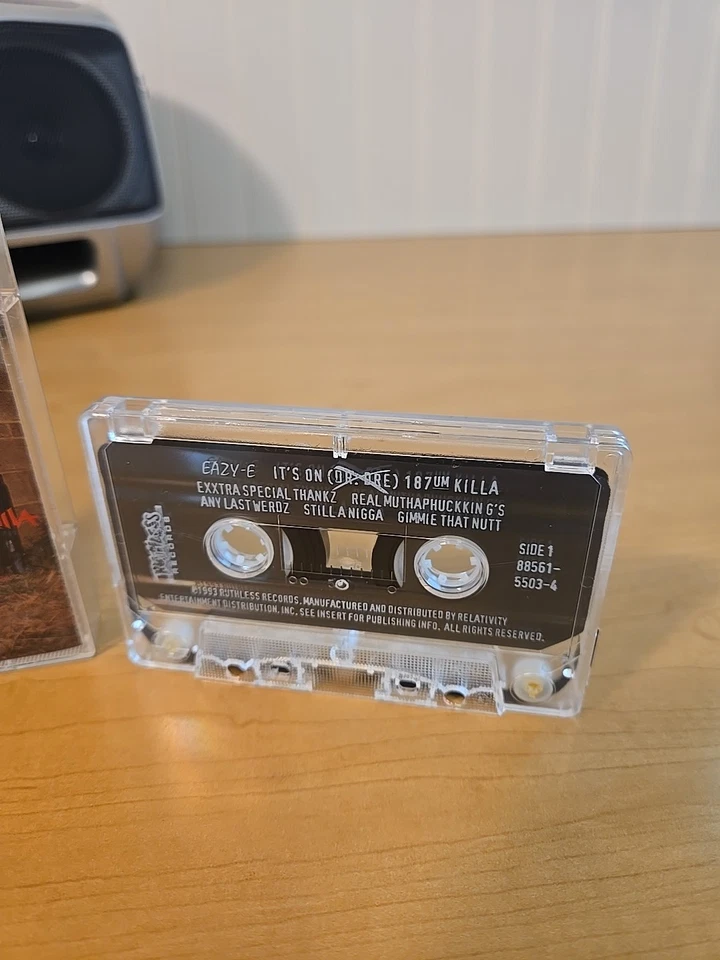 EAZY-E IT'S ON (DR. DRE) 187UM KILLA
EXXTRA SPECIAL THANKZ REAL MUTHAPHUCKKIN G'S
ANY LAST WERDZ STILL A NIGGA GIMMIE THAT NUTT
RUTHLESS
RECORDS
SIDE 1
88561-
5503-4
©1993 RUTHLESS RECORDS. MANUFACTURED AND DISTRIBUTED BY RELATIVITY
ENTERTAINMENT DISTRIBUTION, INC. SEE INSERT FOR PUBLISHING INFO. ALL RIGHTS RESERVED.